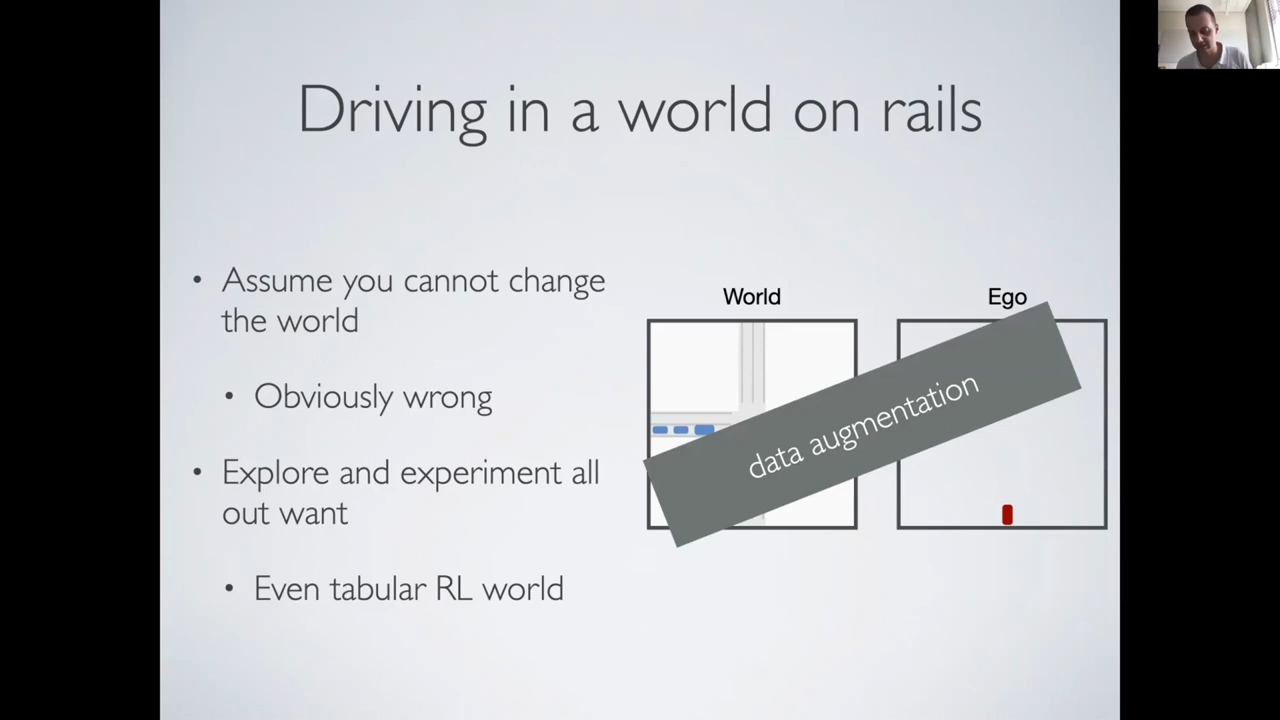 Driving in a world on rails
• Assume you cannot change
the world
• Obviously wrong
• Explore and experiment all
out want
• Even tabular RL world
World
Ego
data augmentation